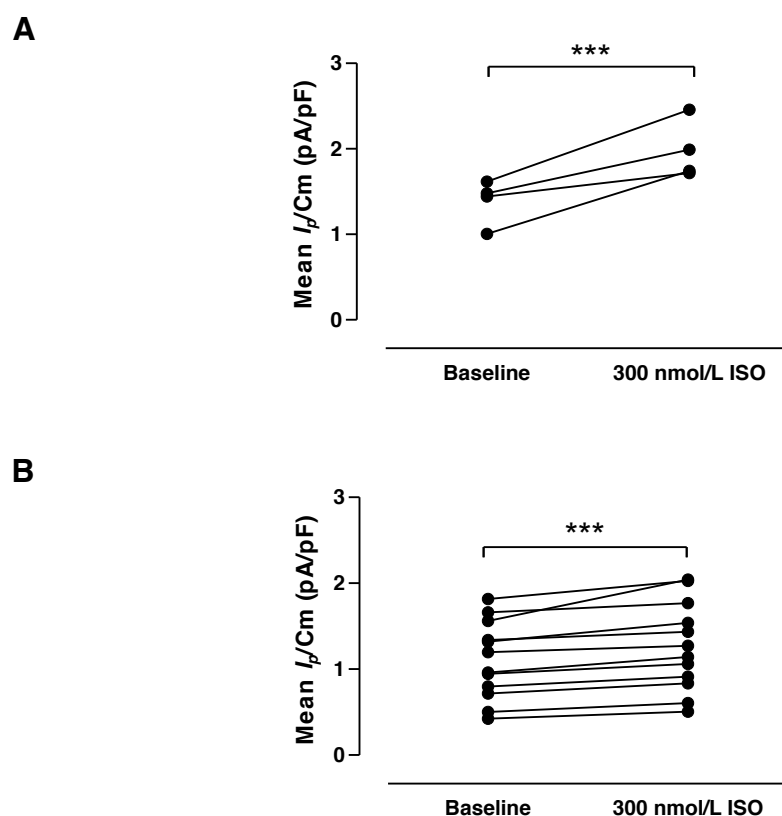 A
***
3
2
1
0
Mean Ip/Cm (pA/pF)
Baseline 300 nmol/L ISO
B
***
3
2
1
0
Mean Ip/Cm (pA/pF)
Baseline 300 nmol/L ISO